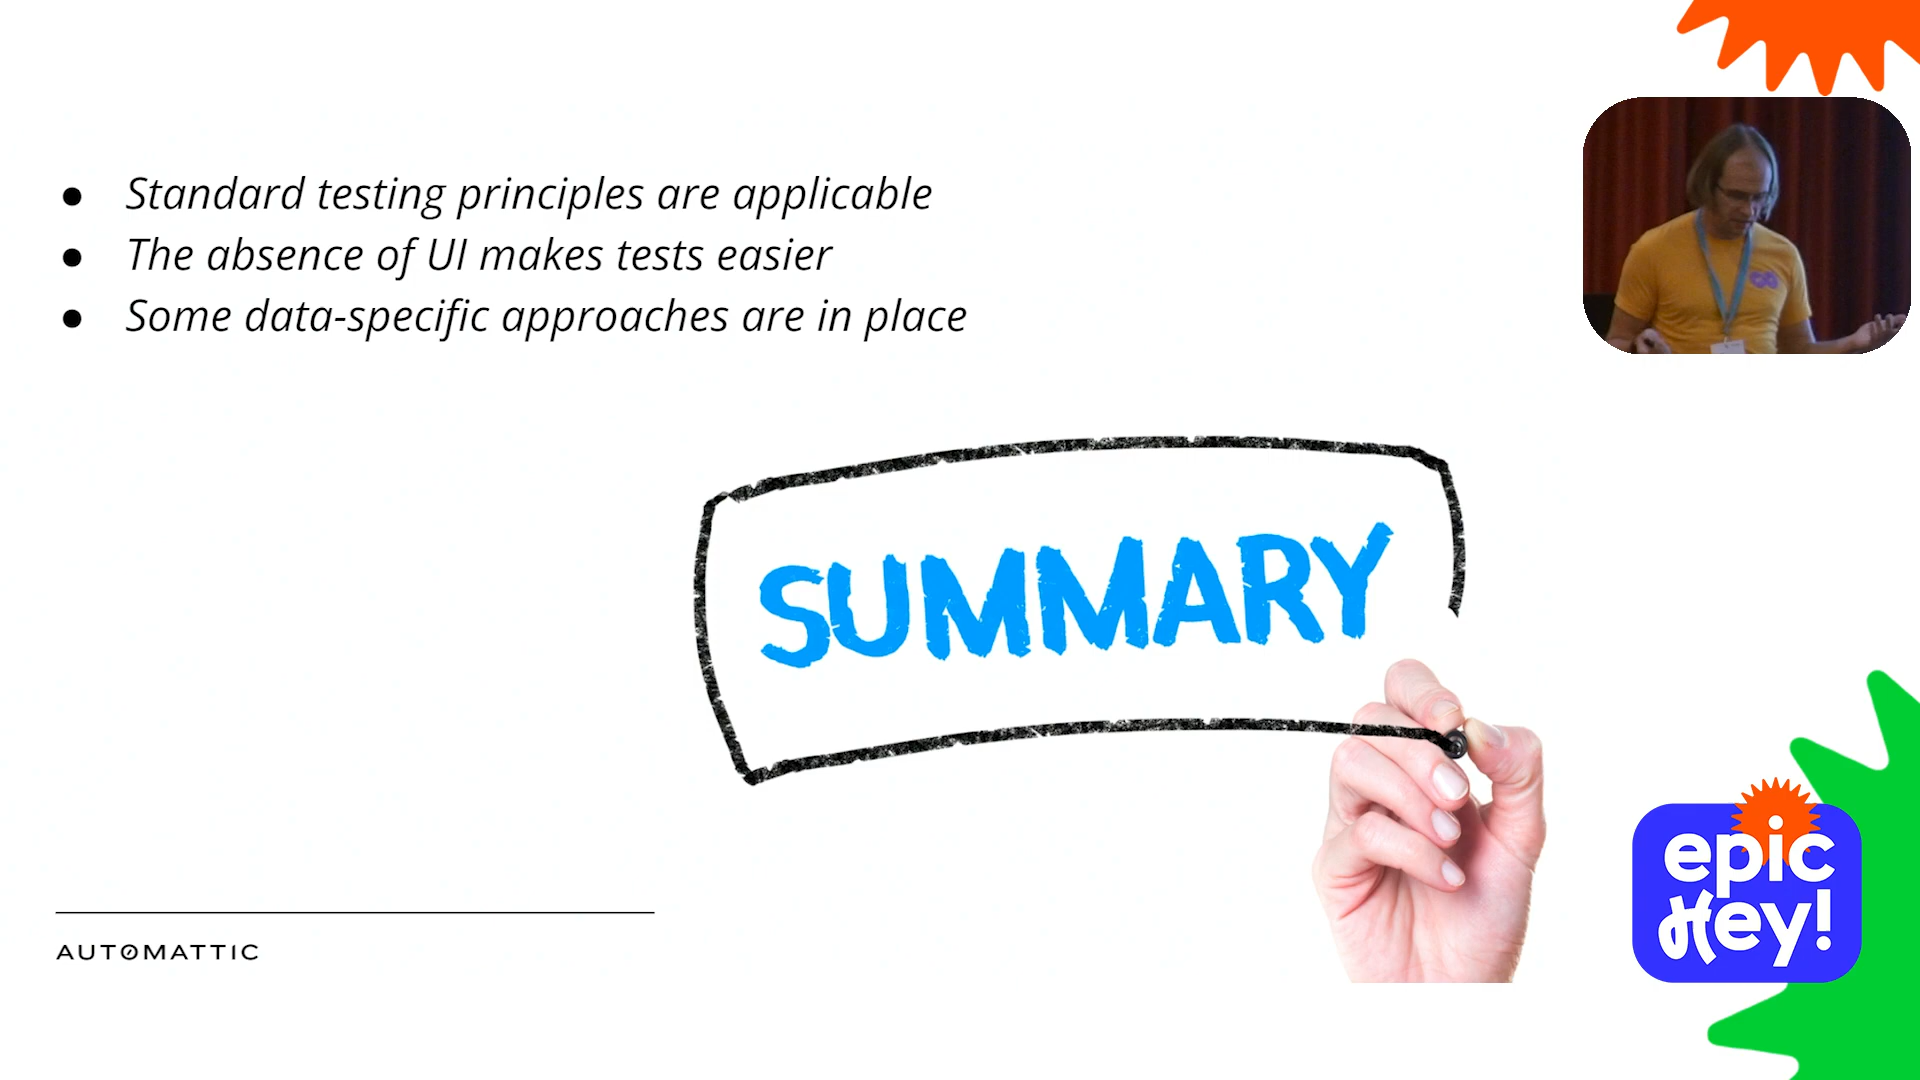 ● Standard testing principles are applicable
● The absence of UI makes tests easier
● Some data-specific approaches are in place
SUMMARY
AUTOMATTIC
epic
Hey!